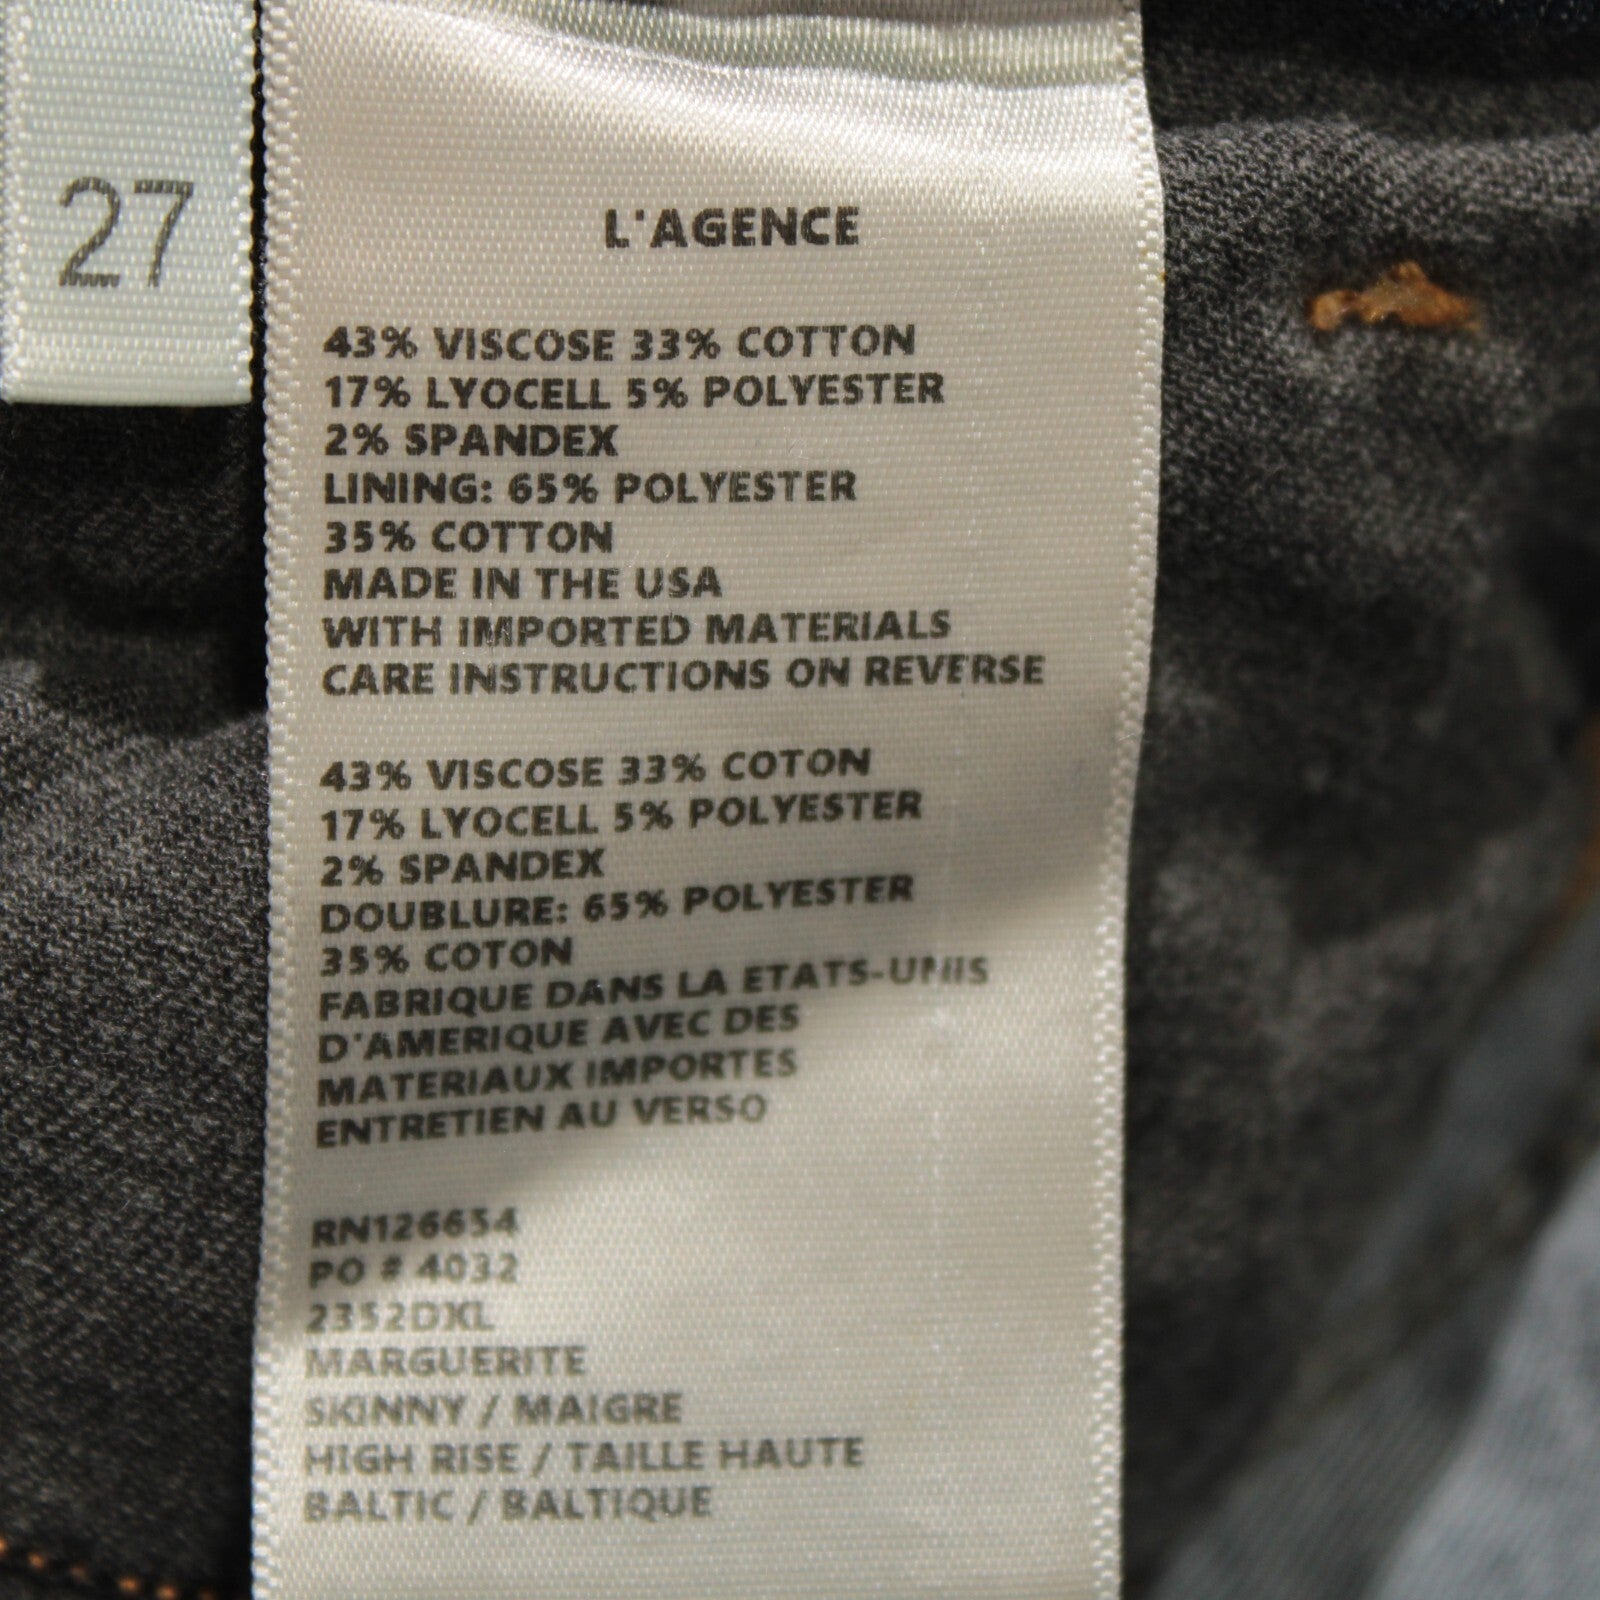 27
L'AGENCE
43% VISCOSE 33% COTTON
17% LYOCELL 5% POLYESTER
2% SPANDEX
LINING: 65% POLYESTER
35% COTTON
MADE IN THE USA
WITH IMPORTED MATERIALS
CARE INSTRUCTIONS ON REVERSE
43% VISCOSE 33% COTON
17% LYOCELL 5% POLYESTER
2% SPANDEX
DOUBLURE: 65% POLYESTER
35% COTON
FABRIQUE DANS LA ETATS-UNIS
D'AMERIQUE AVEC DES
MATERIAUX IMPORTES
ENTRETIEN AU VERSO
RN126654
PO # 4032
2352DXL
MARGUERITE
SKINNY / MAIGRE
HIGH RISE / TAILLE HAUTE
BALTIC / BALTIQUE